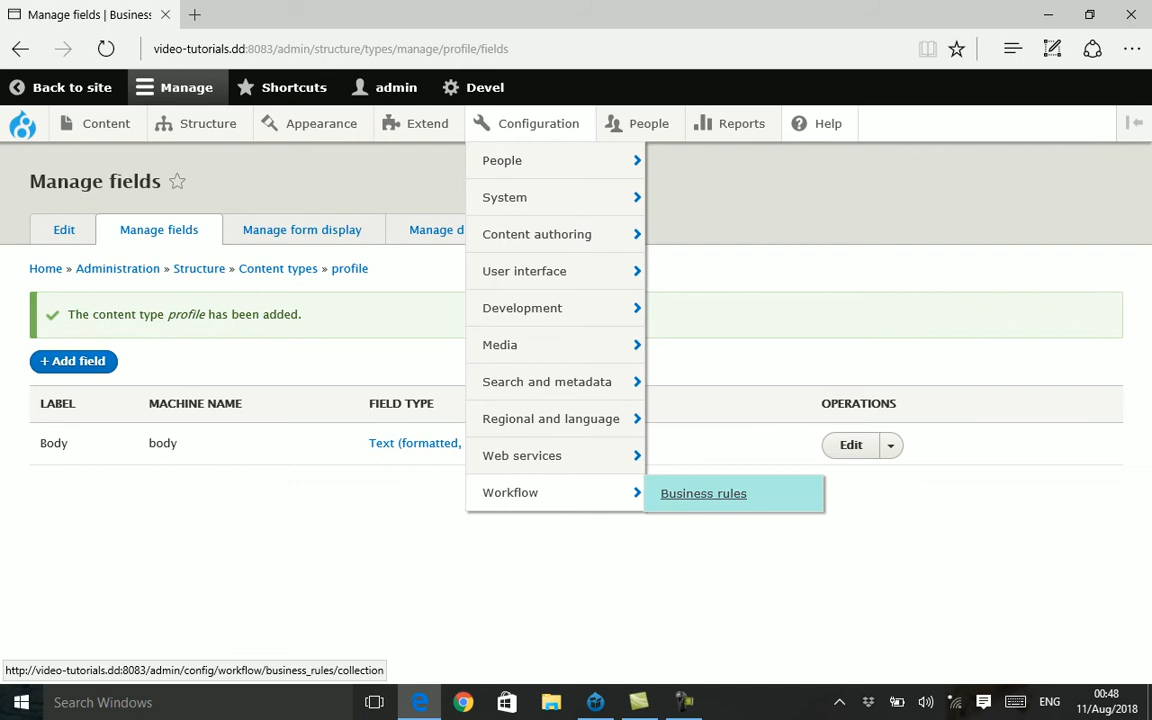 Manage fields | Business
video-tutorials.dd:8083/admin/structure/types/manage/profile/fields
Back to site Manage Shortcuts admin Devel
Content Structure Appearance Extend Configuration People Reports Help
People
System
Content authoring
User interface
Development
Media
Search and metadata
Regional and language
Web services
Workflow Business rules
Manage fields
Edit Manage fields Manage form display Manage d
Home » Administration » Structure » Content types » profile
The content type profile has been added.
+ Add field
LABEL MACHINE NAME FIELD TYPE OPERATIONS
Body body Text (formatted, Edit
http://video-tutorials.dd:8083/admin/config/workflow/business_rules/collection
Search Windows ENG 00:48
11/Aug/2018